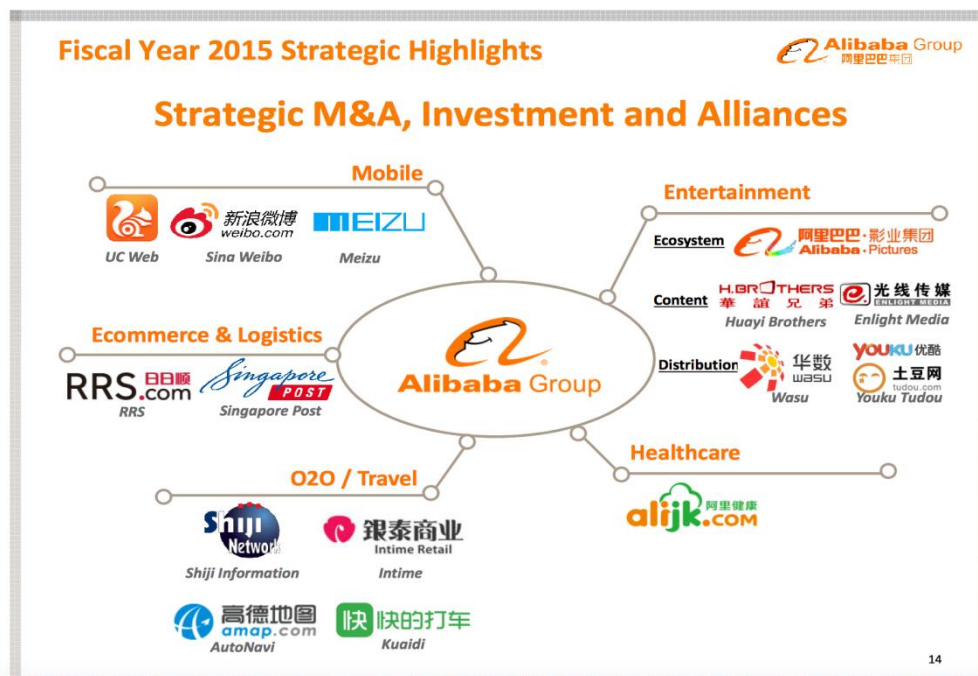 Fiscal Year 2015 Strategic Highlights
Alibaba Group
阿里巴巴集团
Strategic M&A, Investment and Alliances
Mobile
新浪微博
weibo.com
MEIZU
UC Web
Sina Weibo
Meizu
Entertainment
Ecosystem
阿里巴巴·影业集团
Alibaba·Pictures
Content
H.BROTHERS
華誼兄弟
光线传媒
ENLIGHT MEDIA
Huayi Brothers
Enlight Media
Distribution
华数
wasu
YOUKU优酷
土豆网
tudou.com
Wasu
Youku Tudou
Ecommerce & Logistics
RRS.com
日日顺
Singapore
POST
RRS
Singapore Post
Alibaba Group
O2O / Travel
Shiji
Network
銀泰商业
Intime Retail
Shiji Information
Intime
高德地图
amap.com
快
快的打车
AutoNavi
Kuaidi
Healthcare
阿里健康
alijk.com
14